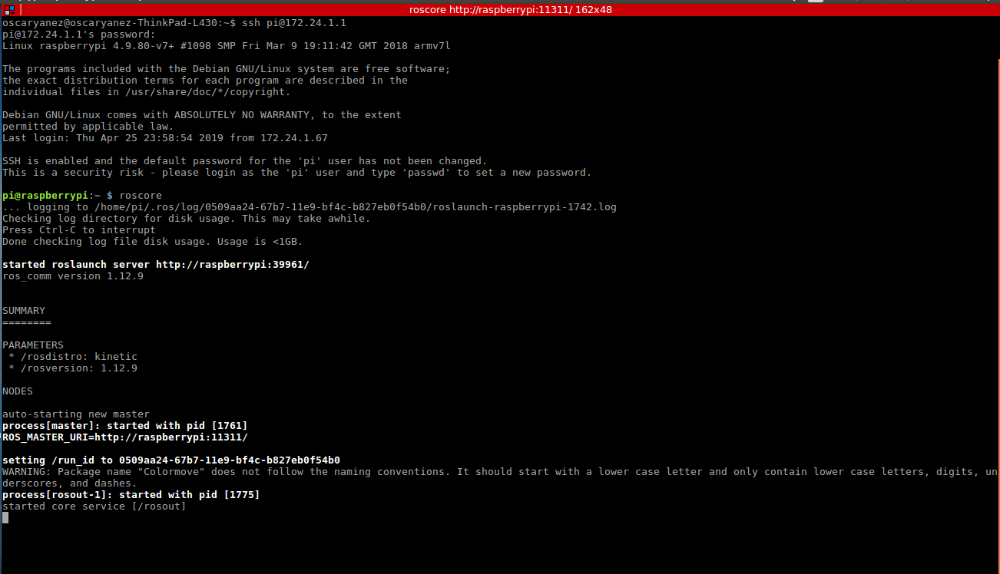 roscore http://raspberrypi:11311/ 162x48
oscaryanez@oscaryanez-ThinkPad-L430:~$ ssh pi@172.24.1.1
pi@172.24.1.1's password:
Linux raspberrypi 4.9.80-v7+ #1098 SMP Fri Mar 9 19:11:42 GMT 2018 armv7l
The programs included with the Debian GNU/Linux system are free software;
the exact distribution terms for each program are described in the
individual files in /usr/share/doc/*/copyright.
Debian GNU/Linux comes with ABSOLUTELY NO WARRANTY, to the extent
permitted by applicable law.
Last login: Thu Apr 25 23:58:54 2019 from 172.24.1.67
SSH is enabled and the default password for the 'pi' user has not been changed.
This is a security risk - please login as the 'pi' user and type 'passwd' to set a new password.
pi@raspberrypi:~ $ roscore
... logging to /home/pi/.ros/log/0509aa24-67b7-11e9-bf4c-b827eb0f54b0/roslaunch-raspberrypi-1742.log
Checking log directory for disk usage. This may take awhile.
Press Ctrl-C to interrupt
Done checking log file disk usage. Usage is <1GB.
started roslaunch server http://raspberrypi:39961/
ros_comm version 1.12.9
SUMMARY
========
PARAMETERS
* /rosdistro: kinetic
* /rosversion: 1.12.9
NODES
auto-starting new master
process[master]: started with pid [1761]
ROS_MASTER_URI=http://raspberrypi:11311/
setting /run_id to 0509aa24-67b7-11e9-bf4c-b827eb0f54b0
WARNING: Package name "Colormove" does not follow the naming conventions. It should start with a lower case letter and only contain lower case letters, digits, un
derscores, and dashes.
process[rosout-1]: started with pid [1775]
started core service [/rosout]